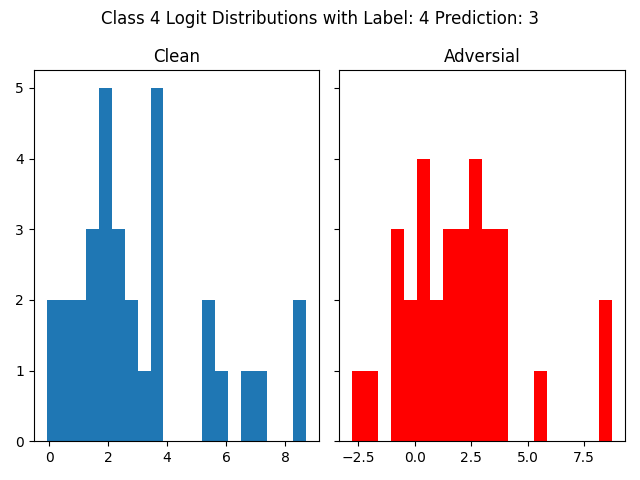 Class 4 Logit Distributions with Label: 4 Prediction: 3
Clean
Adversial
5
4
3
2
1
0
0 2 4 6 8
−2.5 0.0 2.5 5.0 7.5